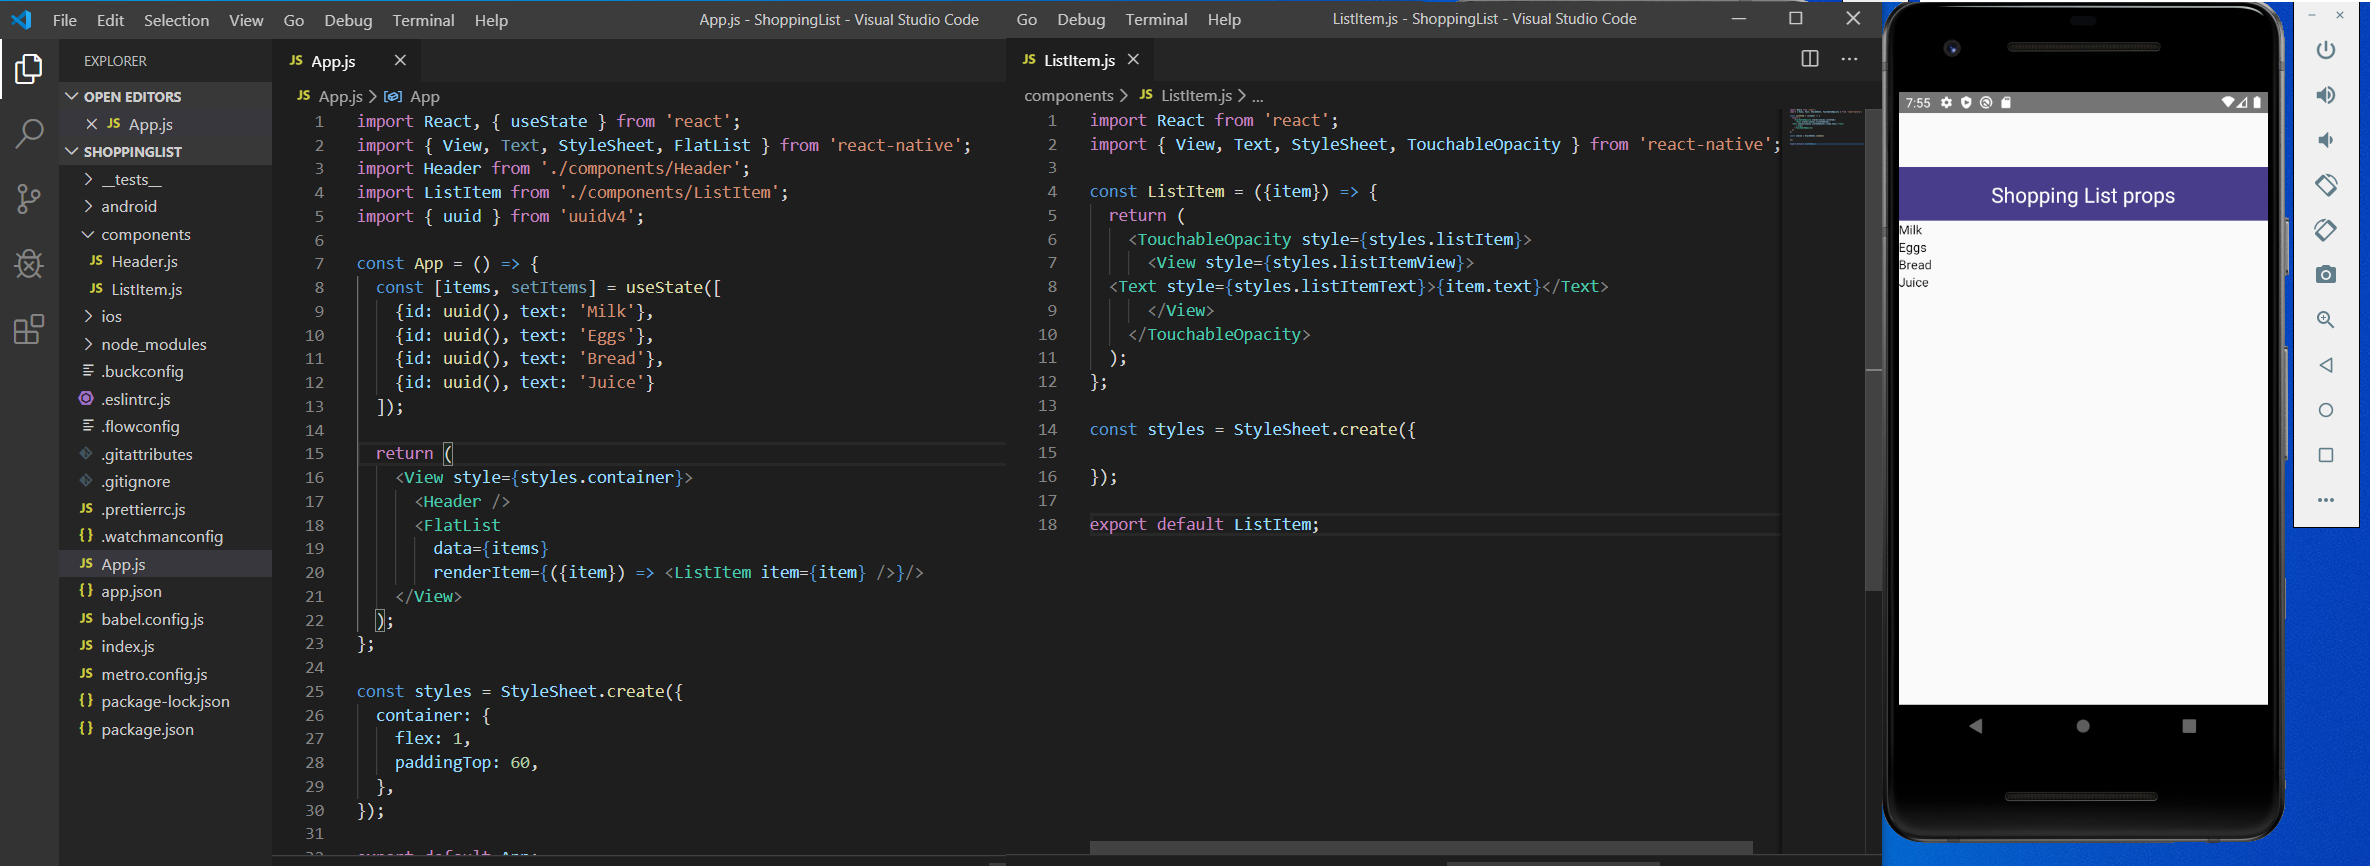 File Edit Selection View Go Debug Terminal Help
App.js - ShoppingList - Visual Studio Code
EXPLORER
OPEN EDITORS
JS App.js
SHOPPINGLIST
__tests__
android
components
JS Header.js
JS ListItem.js
ios
node_modules
.buckconfig
.eslintrc.js
.flowconfig
.gitattributes
.gitignore
JS .prettierrc.js
{} .watchmanconfig
JS App.js
{} app.json
JS babel.config.js
JS index.js
JS metro.config.js
{} package-lock.json
{} package.json
JS App.js
JS App.js > App
1 import React, { useState } from 'react';
2 import { View, Text, StyleSheet, FlatList } from 'react-native';
3 import Header from './components/Header';
4 import ListItem from './components/ListItem';
5 import { uuid } from 'uuidv4';
6
7 const App = () => {
8 const [items, setItems] = useState([
9 {id: uuid(), text: 'Milk'},
10 {id: uuid(), text: 'Eggs'},
11 {id: uuid(), text: 'Bread'},
12 {id: uuid(), text: 'Juice'}
13 ]);
14
15 return (
16 <View style={styles.container}>
17 <Header />
18 <FlatList
19 data={items}
20 renderItem={({item}) => <ListItem item={item} />}/>
21 </View>
22 );
23 };
24
25 const styles = StyleSheet.create({
26 container: {
27 flex: 1,
28 paddingTop: 60,
29 },
30 });
31
32 export default App;
Go Debug Terminal Help
ListItem.js - ShoppingList - Visual Studio Code
JS ListItem.js
components > JS ListItem.js > ...
1 import React from 'react';
2 import { View, Text, StyleSheet, TouchableOpacity } from 'react-native';
3
4 const ListItem = ({item}) => {
5 return (
6 <TouchableOpacity style={styles.listItem}>
7 <View style={styles.listItemView}>
8 <Text style={styles.listItemText}>{item.text}</Text>
9 </View>
10 </TouchableOpacity>
11 );
12 };
13
14 const styles = StyleSheet.create({
15
16 });
17
18 export default ListItem;
7:55
Shopping List props
Milk
Eggs
Bread
Juice